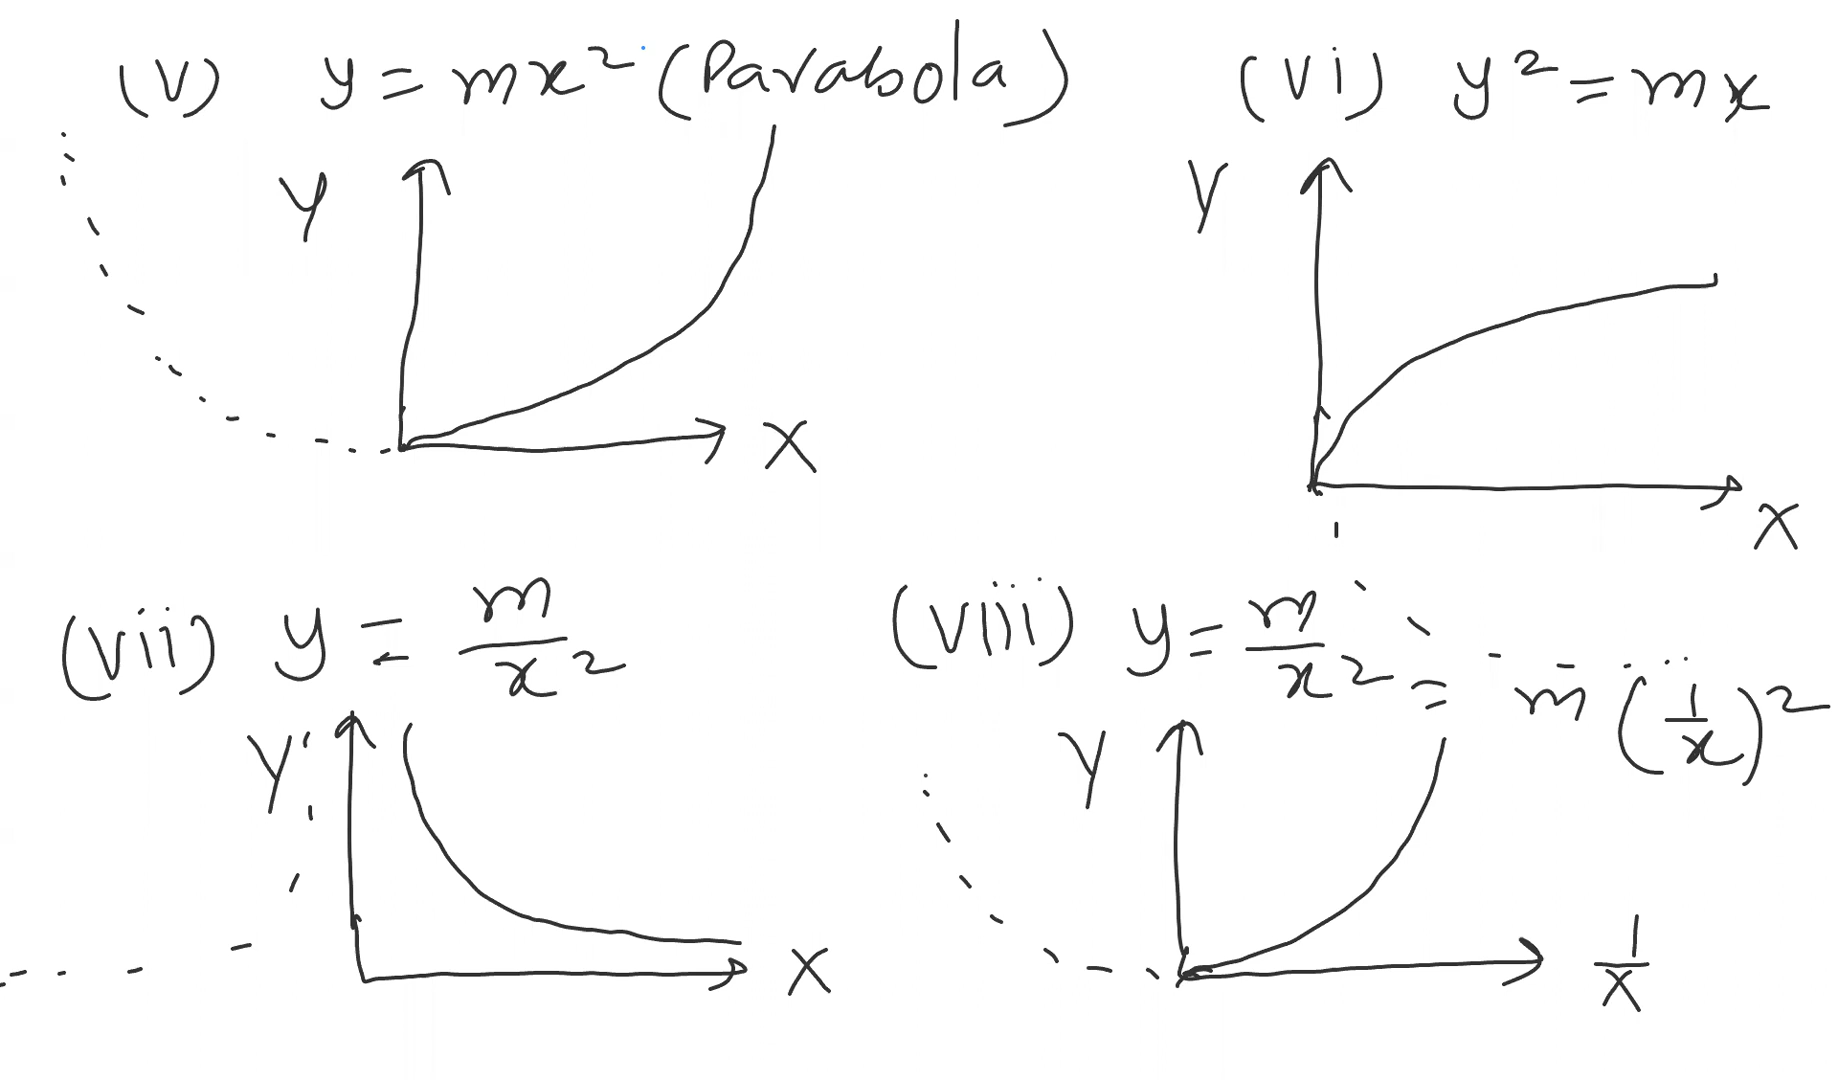 (v) y = mx² (Parabola)
Y
X
(vi) y² = mx
Y
X
(vii) y = m/x²
Y
X
(viii) y = m/x² = m(1/x)²
Y
1/X